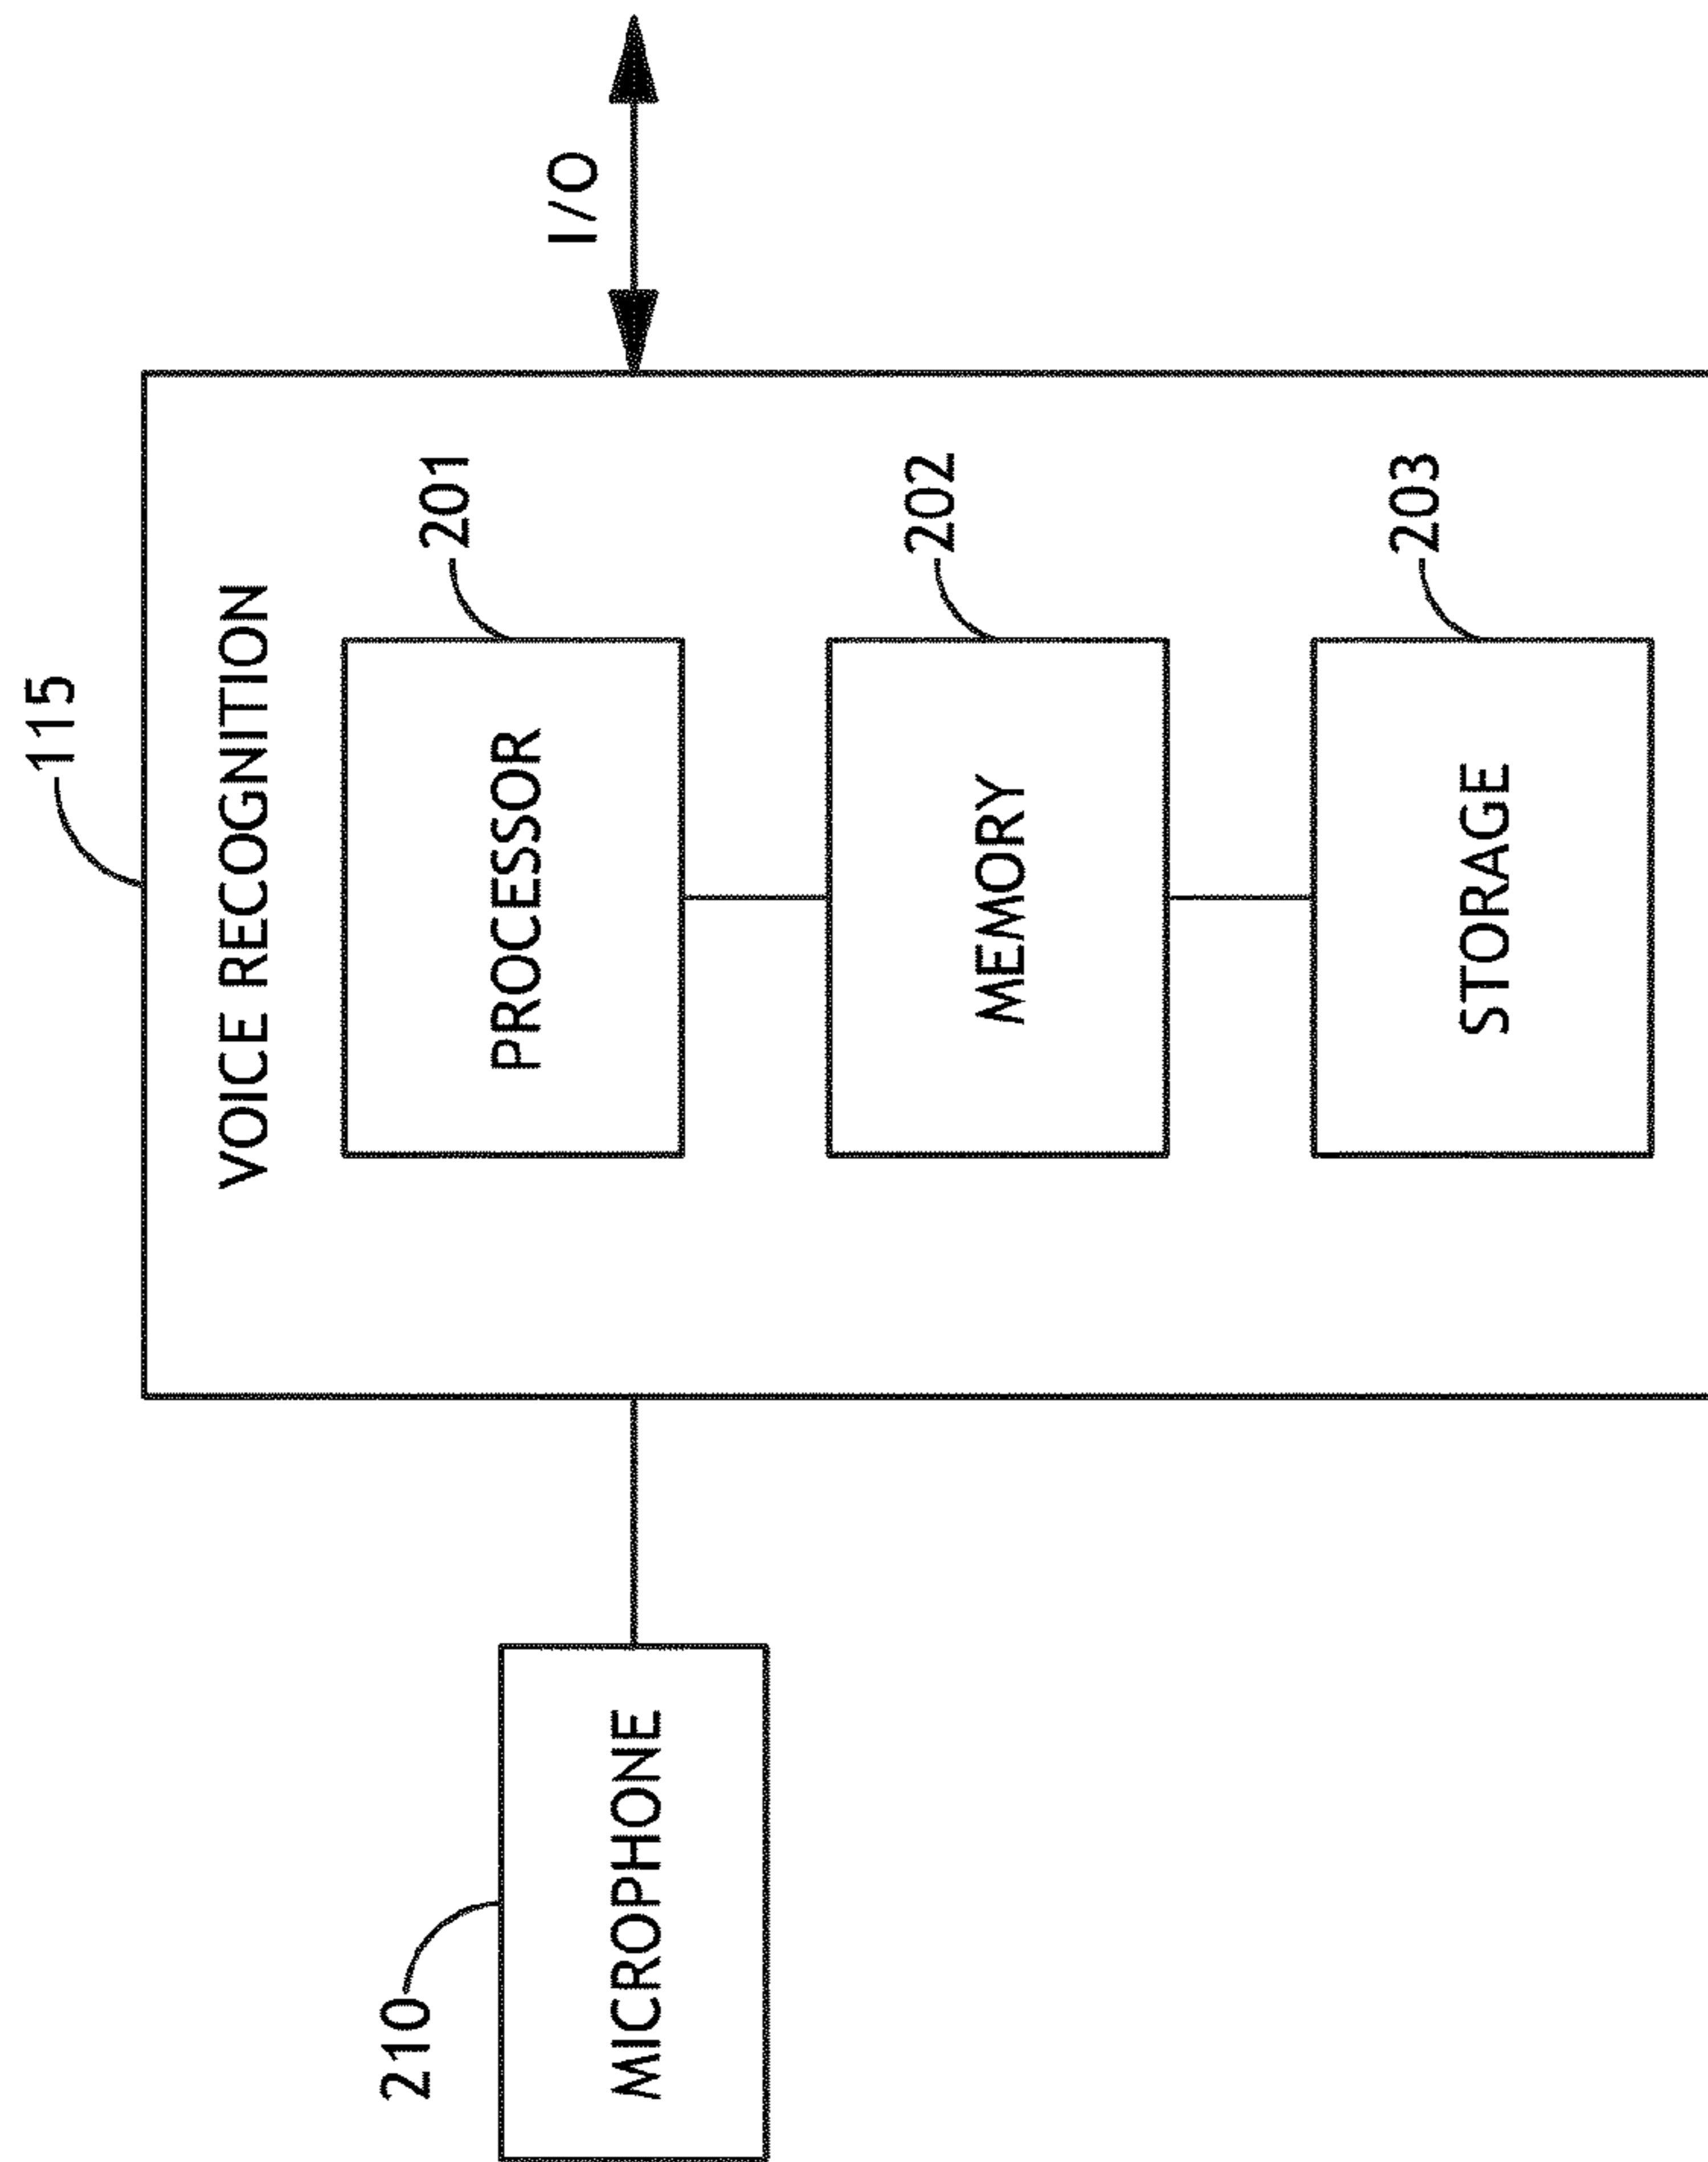 115
VOICE RECOGNITION
I/O
PROCESSOR
201
210
MICROPHONE
MEMORY
202
STORAGE
203